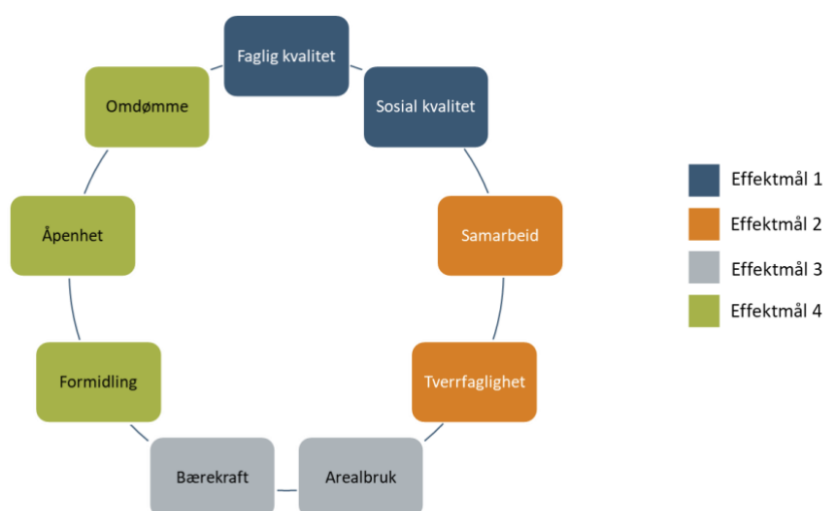 Faglig kvalitet
Sosial kvalitet
Samarbeid
Tverrfaglighet
Arealbruk
Bærekraft
Formidling
Åpenhet
Omdømme
Effektmål 1
Effektmål 2
Effektmål 3
Effektmål 4